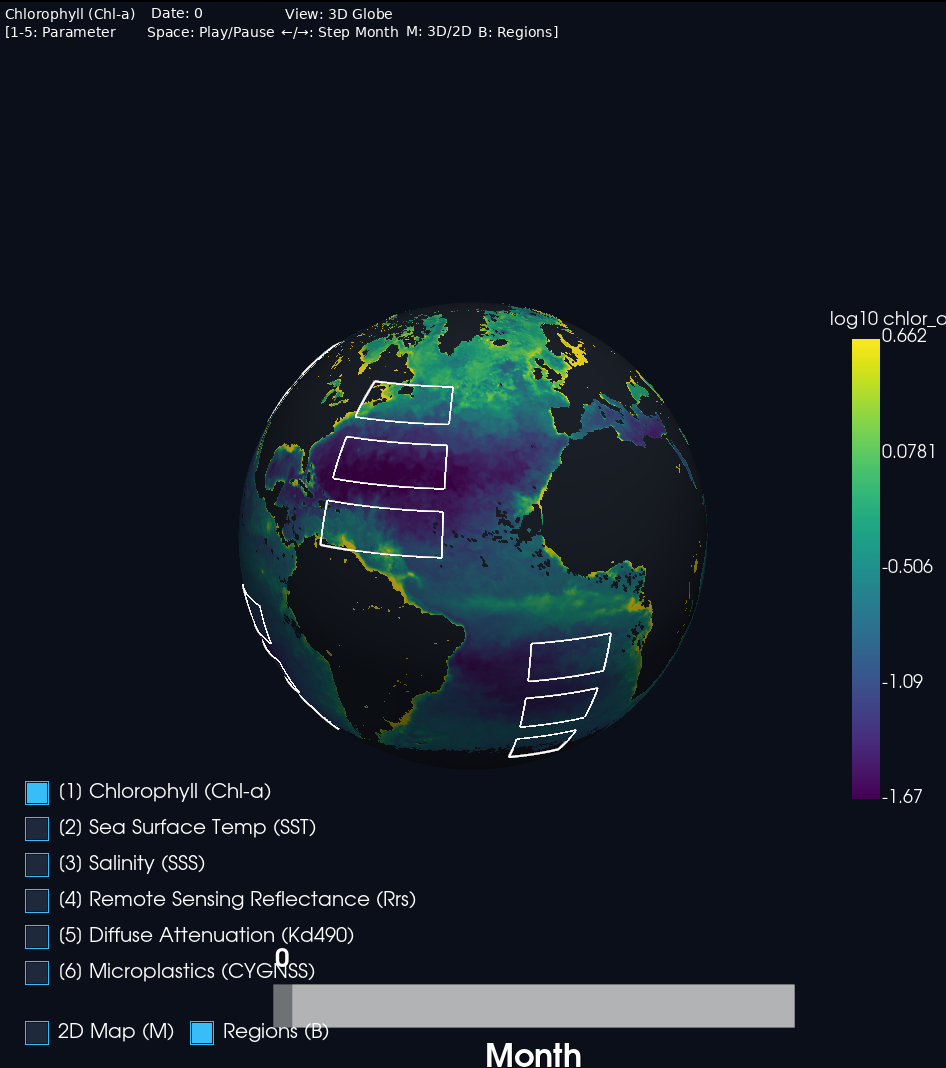 Chlorophyll (Chl-a) Date: 0 View: 3D Globe
[1-5: Parameter Space: Play/Pause ←/→: Step Month M: 3D/2D B: Regions]
log10 chlor_a
0.662
0.0781
-0.506
-1.09
-1.67
[1] Chlorophyll (Chl-a)
[2] Sea Surface Temp (SST)
[3] Salinity (SSS)
[4] Remote Sensing Reflectance (Rrs)
[5] Diffuse Attenuation (Kd490)
0
[6] Microplastics (CYGNSS)
2D Map (M) Regions (B)
Month